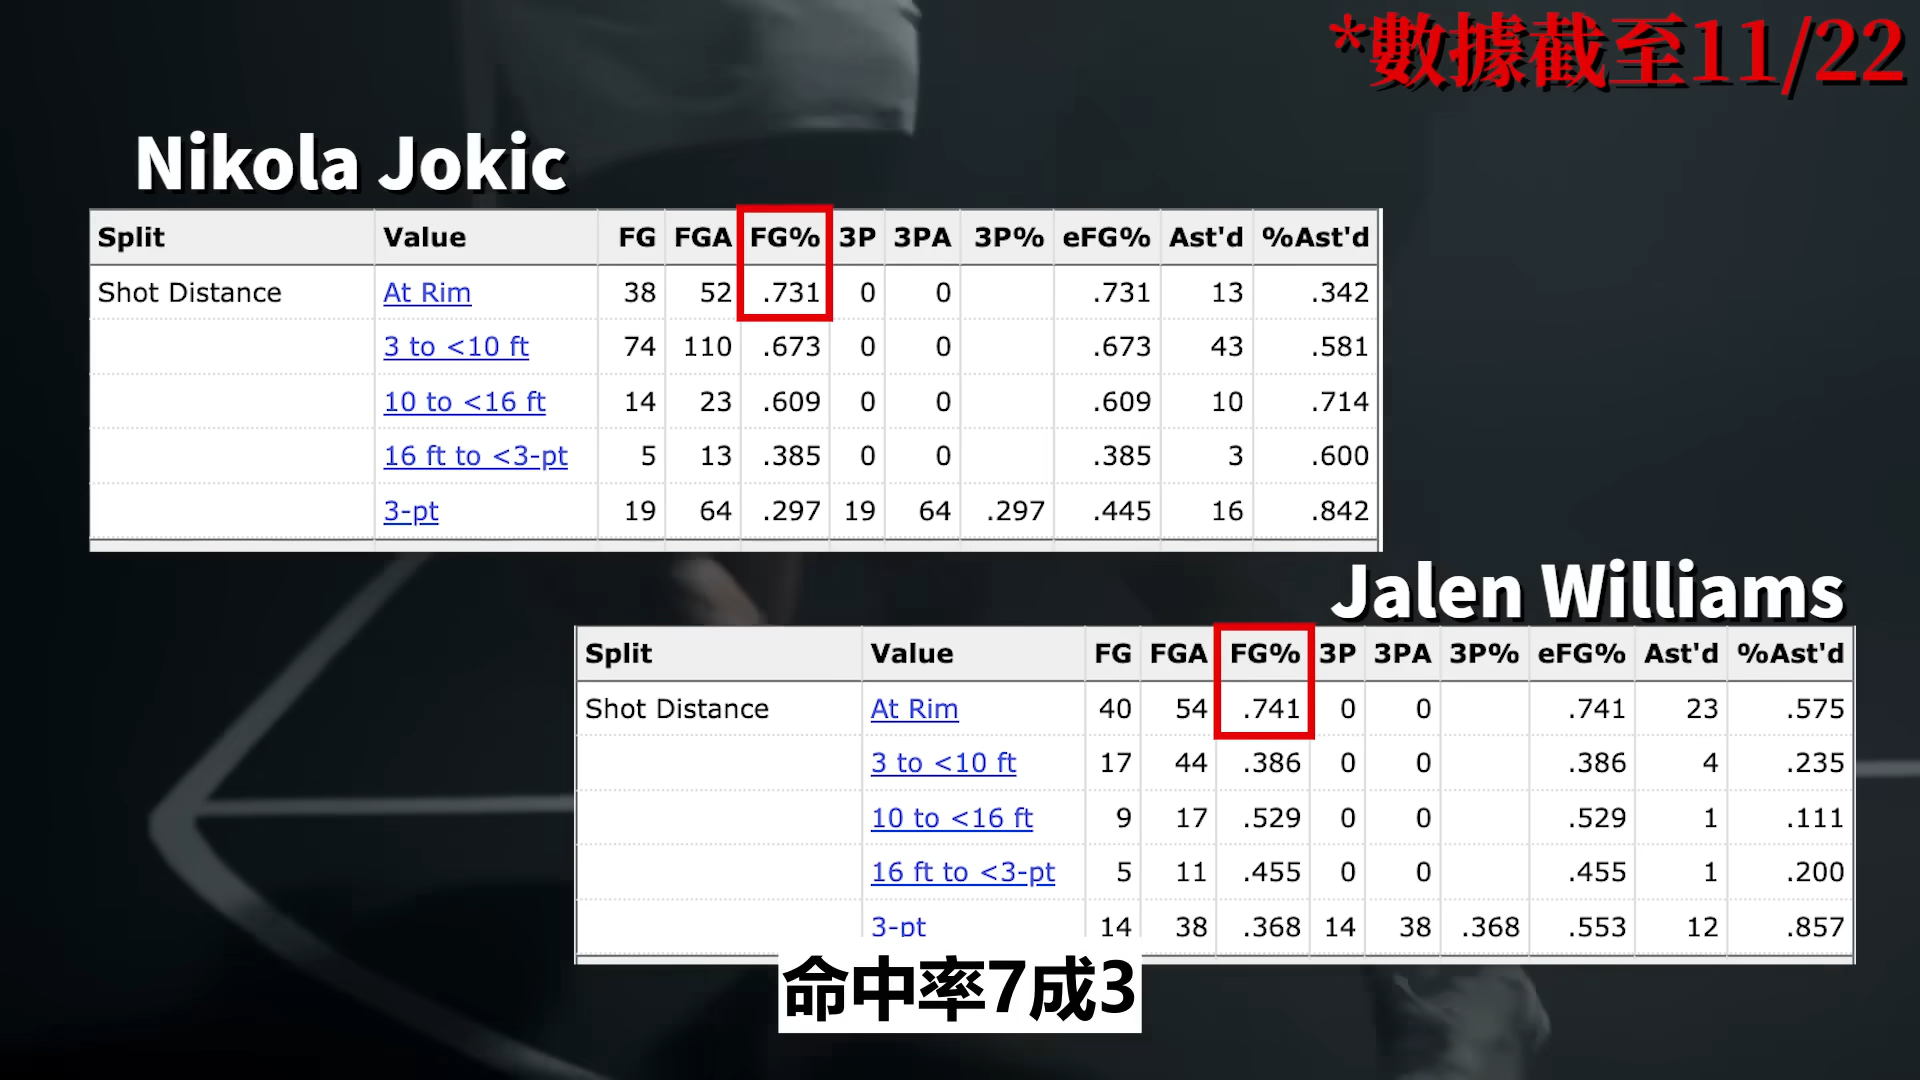 *數據截至11/22
Nikola Jokic
Split Value FG FGA FG% 3P 3PA 3P% eFG% Ast'd %Ast'd
Shot Distance At Rim 38 52 .731 0 0 .731 13 .342
3 to <10 ft 74 110 .673 0 0 .673 43 .581
10 to <16 ft 14 23 .609 0 0 .609 10 .714
16 ft to <3-pt 5 13 .385 0 0 .385 3 .600
3-pt 19 64 .297 19 64 .297 .445 16 .842
Jalen Williams
Split Value FG FGA FG% 3P 3PA 3P% eFG% Ast'd %Ast'd
Shot Distance At Rim 40 54 .741 0 0 .741 23 .575
3 to <10 ft 17 44 .386 0 0 .386 4 .235
10 to <16 ft 9 17 .529 0 0 .529 1 .111
16 ft to <3-pt 5 11 .455 0 0 .455 1 .200
3-pt 14 38 .368 14 38 .368 .553 12 .857
命中率7成3